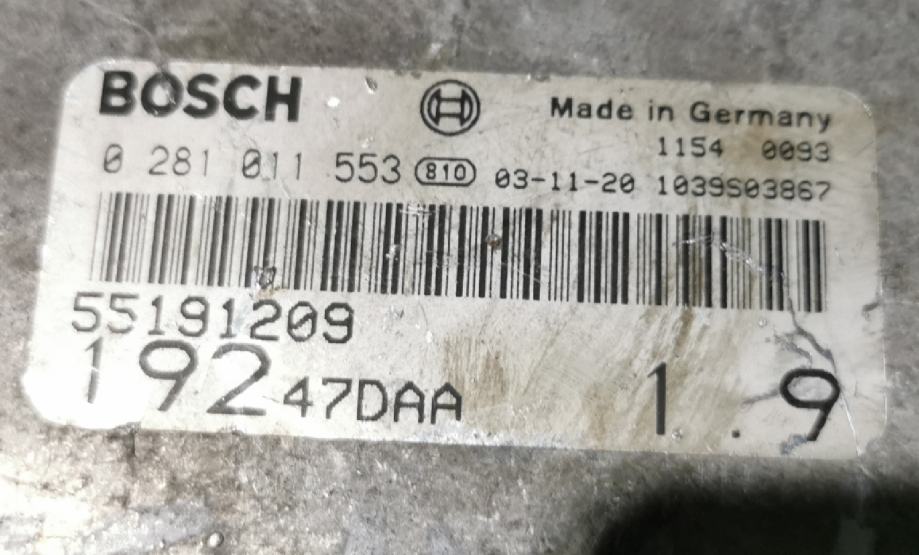 BOSCH Made in Germany
1154 0093
0 281 011 553 810 03-11-20 1039S03867
55191209
192 47DAA 1.9